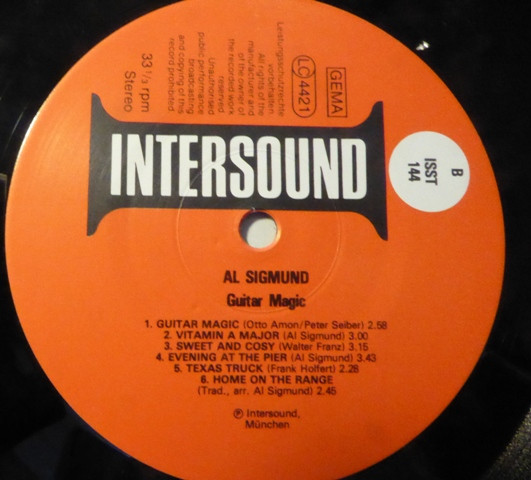 Leistungsschutzrechte
vorbehalten
All rights of the
manufacturer and
of the owner of
the recorded work
reserved
Unauthorised
public performance
broadcasting
and copying of this
record prohibited
33 1/3 rpm
Stereo
GEMA
LC 4421
INTERSOUND
B
ISST
144
AL SIGMUND
Guitar Magic
1. GUITAR MAGIC (Otto Amon/Peter Seiber) 2.58
2. VITAMIN A MAJOR (Al Sigmund) 3.00
3. SWEET AND COSY (Walter Franz) 3.15
4. EVENING AT THE PIER (Al Sigmund) 3.43
5. TEXAS TRUCK (Frank Holfert) 2.28
6. HOME ON THE RANGE
(Trad., arr. Al Sigmund) 2.45
℗ Intersound,
München